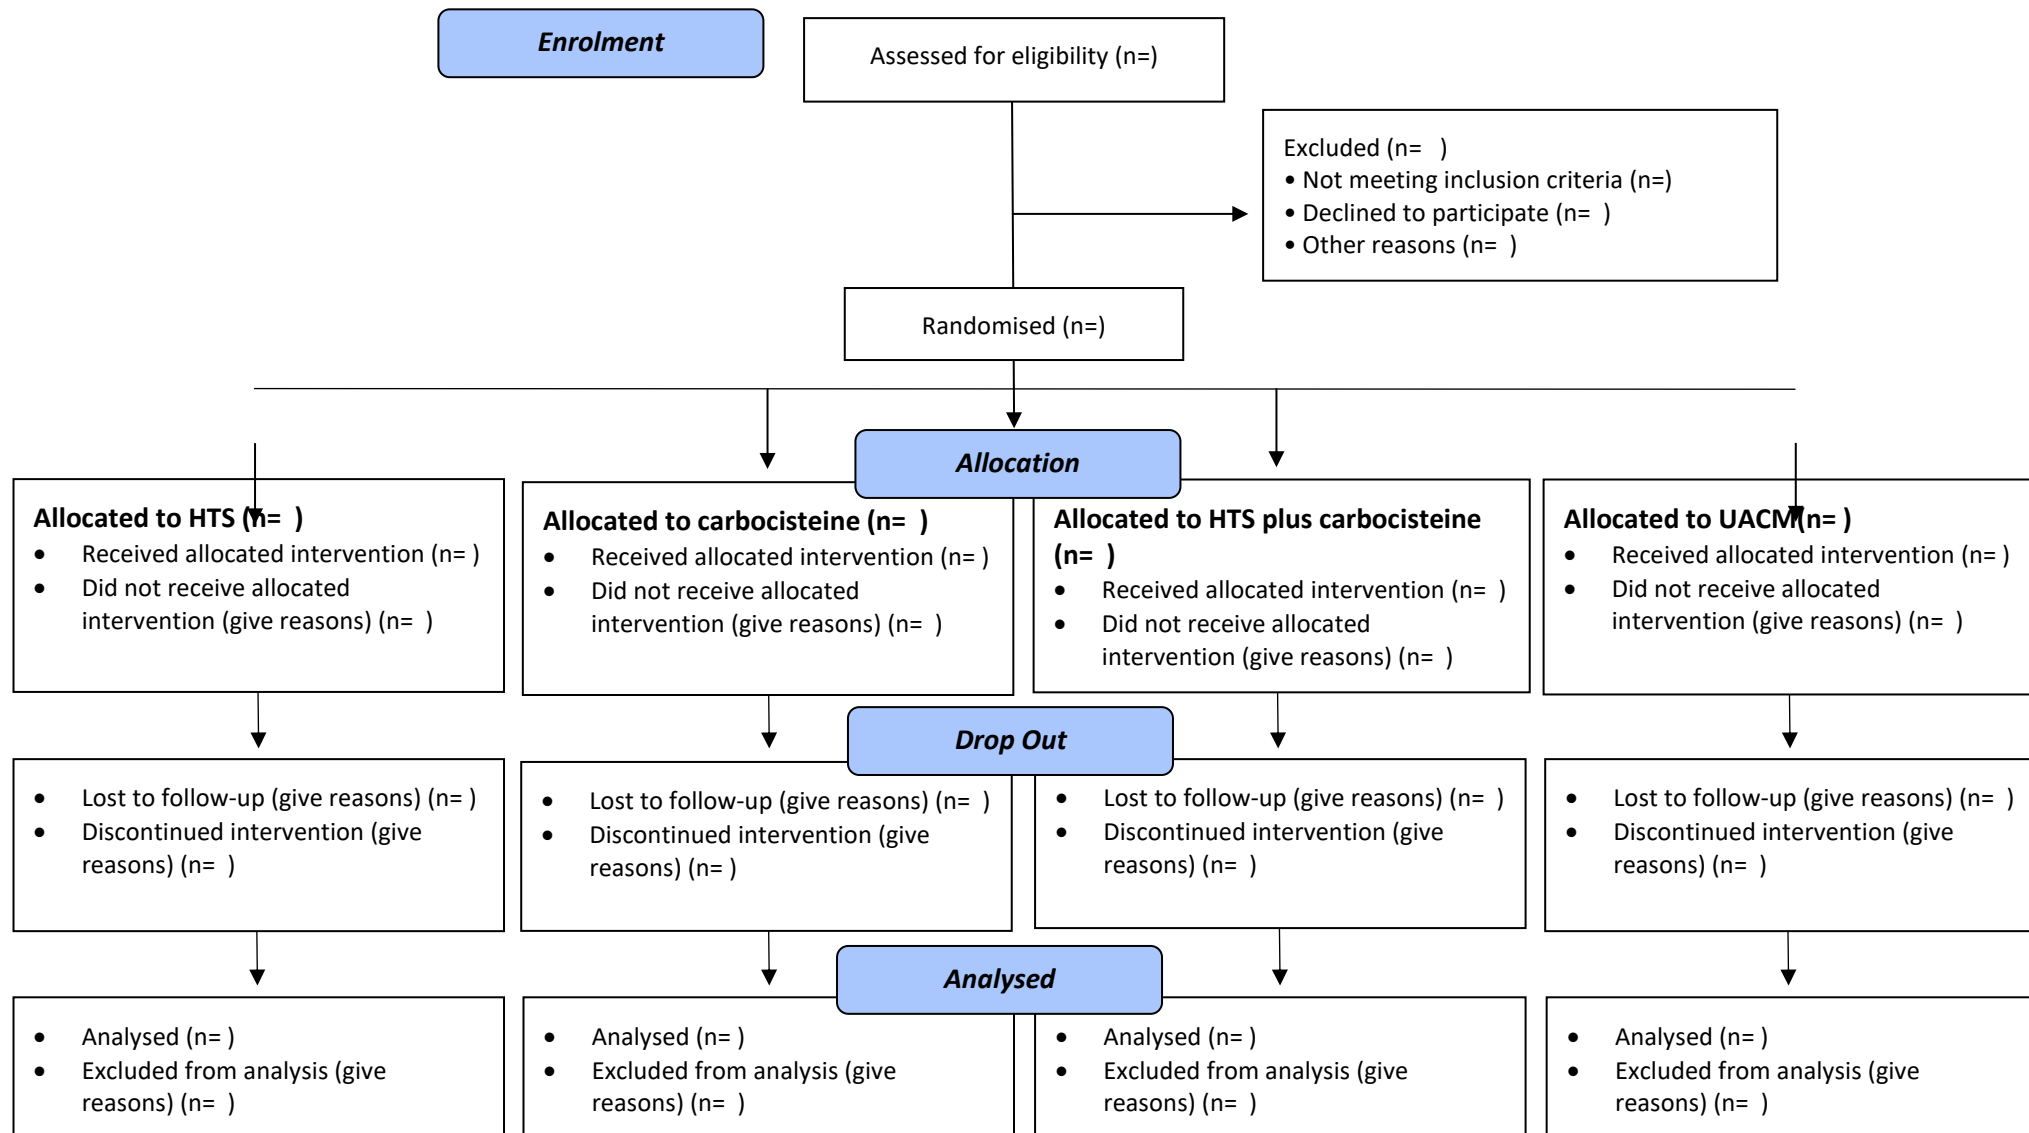 Enrolment
Assessed for eligibility (n=)
Excluded (n=  )
• Not meeting inclusion criteria (n=)
• Declined to participate (n=  )
• Other reasons (n=  )
Randomised (n=)
Allocation
Allocated to HTS (n=  )
• Received allocated intervention (n= )
• Did not receive allocated
intervention (give reasons) (n=  )
Allocated to carbocisteine (n=  )
• Received allocated intervention (n=  )
• Did not receive allocated
intervention (give reasons) (n=  )
Allocated to HTS plus carbocisteine
(n=  )
• Received allocated intervention (n=  )
• Did not receive allocated
intervention (give reasons) (n=  )
Allocated to UACM(n= )
• Received allocated intervention (n=  )
• Did not receive allocated
intervention (give reasons) (n=  )
Drop Out
• Lost to follow-up (give reasons) (n= )
• Discontinued intervention (give
reasons) (n=  )
• Lost to follow-up (give reasons) (n=  )
• Discontinued intervention (give
reasons) (n= )
• Lost to follow-up (give reasons) (n=  )
• Discontinued intervention (give
reasons) (n=  )
• Lost to follow-up (give reasons) (n=  )
• Discontinued intervention (give
reasons) (n=  )
Analysed
• Analysed (n= )
• Excluded from analysis (give
reasons) (n=  )
• Analysed (n= )
• Excluded from analysis (give
reasons) (n=  )
• Analysed (n= )
• Excluded from analysis (give
reasons) (n=  )
• Analysed (n= )
• Excluded from analysis (give
reasons) (n=  )